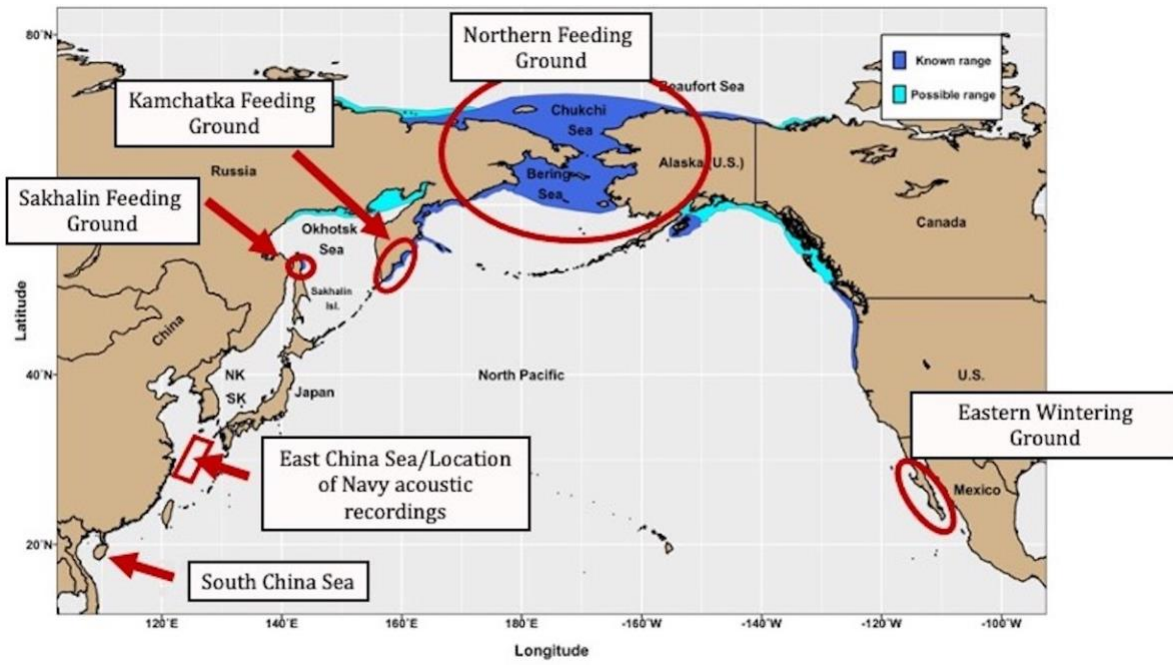 80°N
Northern Feeding
Ground
Known range
Possible range
Beaufort Sea
Kamchatka Feeding
Ground
Chukchi
Sea
Russia
Alaska (U.S.)
Bering
Sea
Sakhalin Feeding
Ground
Okhotsk
Sea
Canada
Sakhalin
Isl.
Latitude
China
40°N
NK
SK
Japan
North Pacific
U.S.
Eastern Wintering
Ground
East China Sea/Location
of Navy acoustic
recordings
Mexico
20°N
South China Sea
120°E 140°E 160°E 180°E -160°W -140°W -120°W -100°W
Longitude